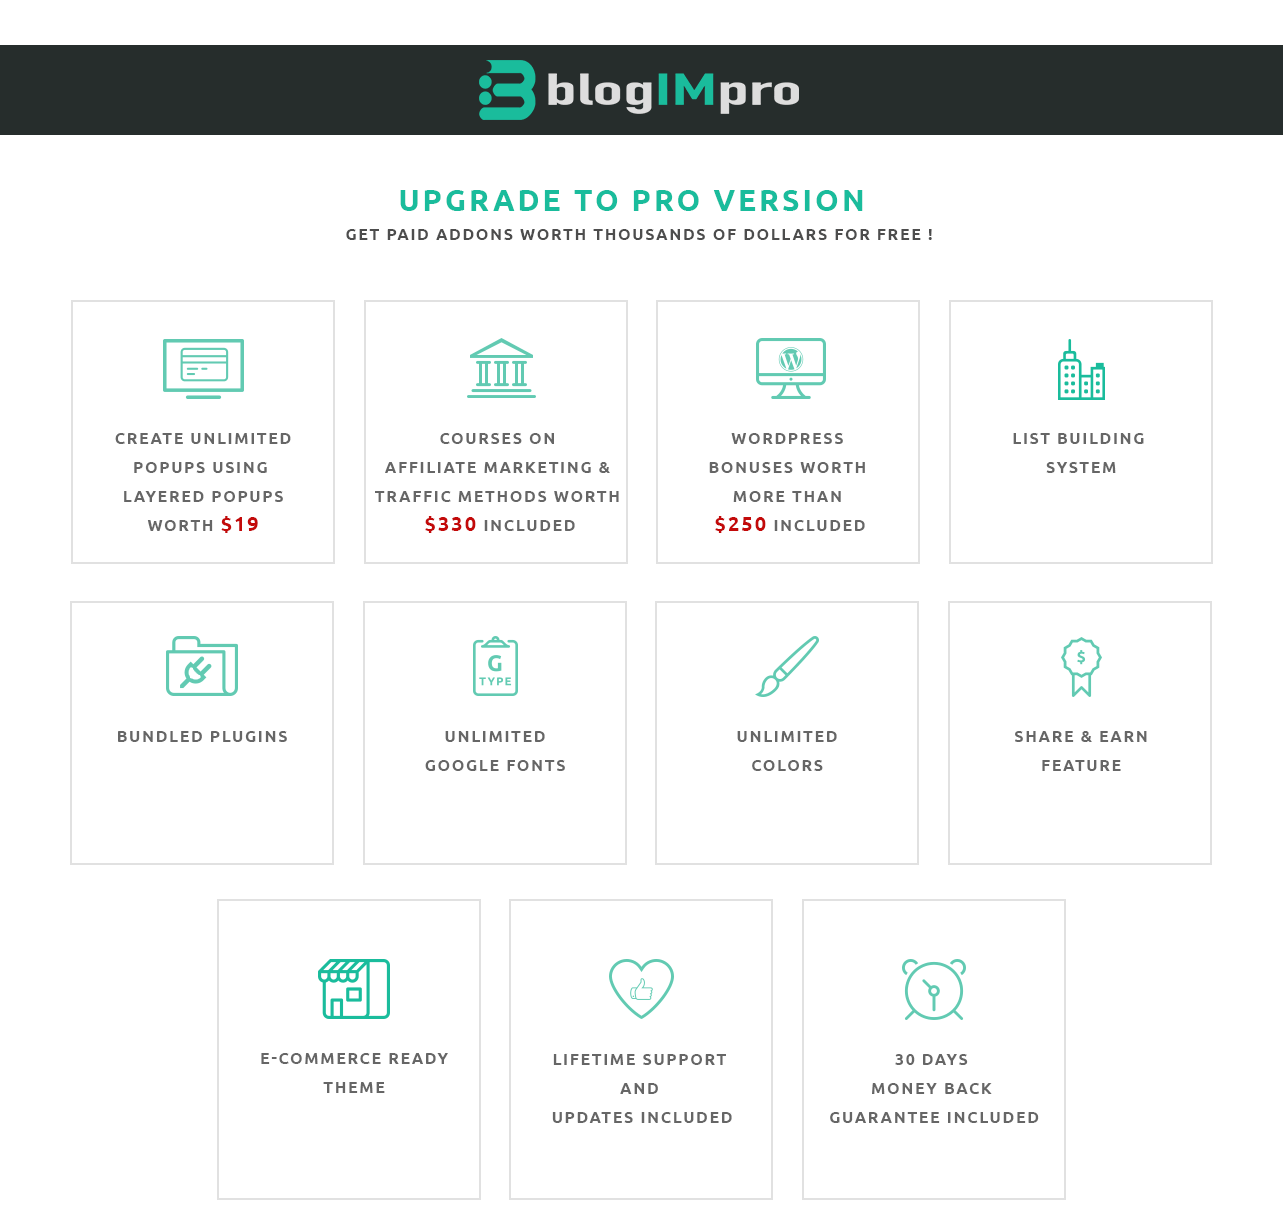 blogIMpro
UPGRADE TO PRO VERSION
GET PAID ADDONS WORTH THOUSANDS OF DOLLARS FOR FREE !
CREATE UNLIMITED
POPUPS USING
LAYERED POPUPS
WORTH $19
COURSES ON
AFFILIATE MARKETING &
TRAFFIC METHODS WORTH
$330 INCLUDED
WORDPRESS
BONUSES WORTH
MORE THAN
$250 INCLUDED
LIST BUILDING
SYSTEM
BUNDLED PLUGINS
G
TYPE
UNLIMITED
GOOGLE FONTS
UNLIMITED
COLORS
$
SHARE & EARN
FEATURE
E-COMMERCE READY
THEME
LIFETIME SUPPORT
AND
UPDATES INCLUDED
30 DAYS
MONEY BACK
GUARANTEE INCLUDED